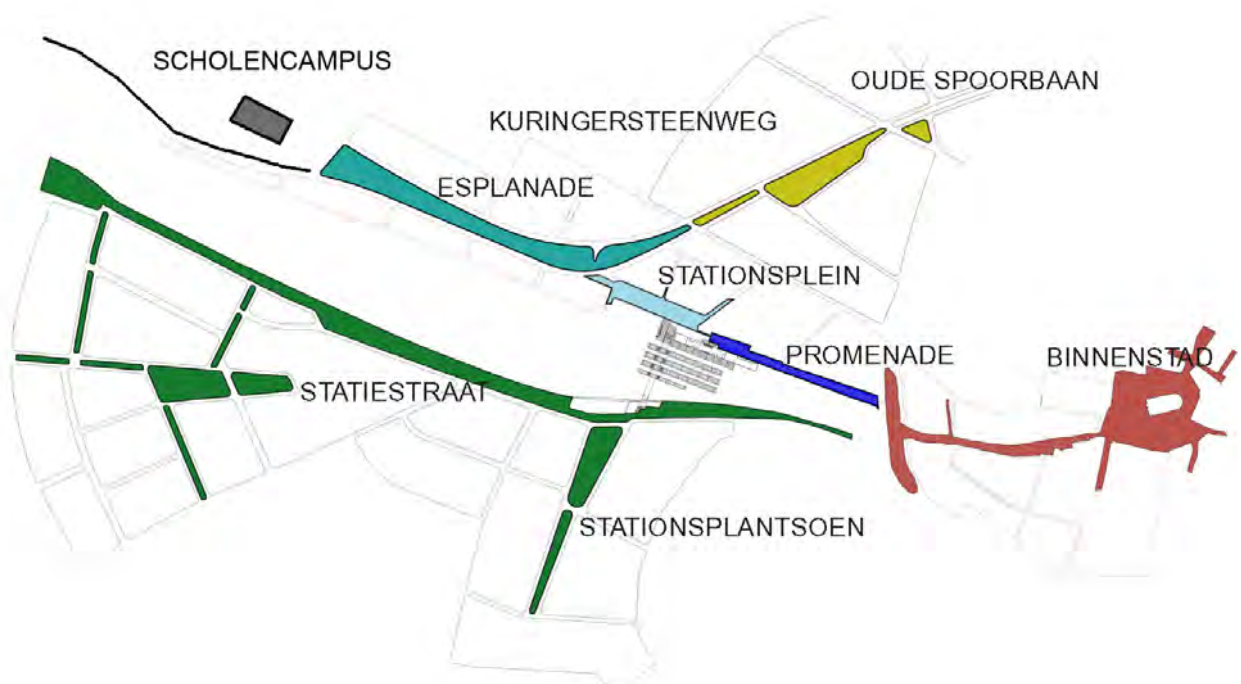 SCHOLENCAMPUS
OUDE SPOORBAAN
KURINGERSTEENWEG
ESPLANADE
STATIONSPLEIN
PROMENADE
BINNENSTAD
STATIESTRAAT
STATIONSPLANTSOEN